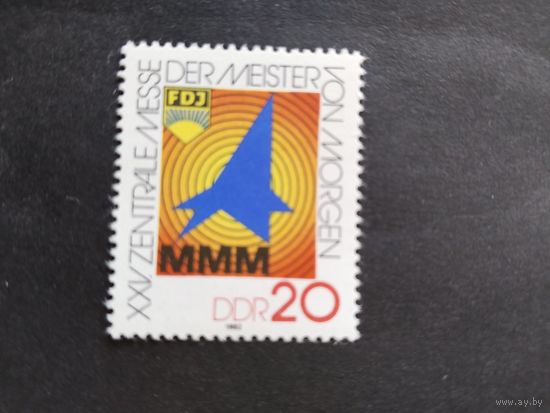 XXV. ZENTRALE MESSE
DER MEISTER
VON MORGEN
FDJ
MMM
DDR 20
1982
www.ay.by